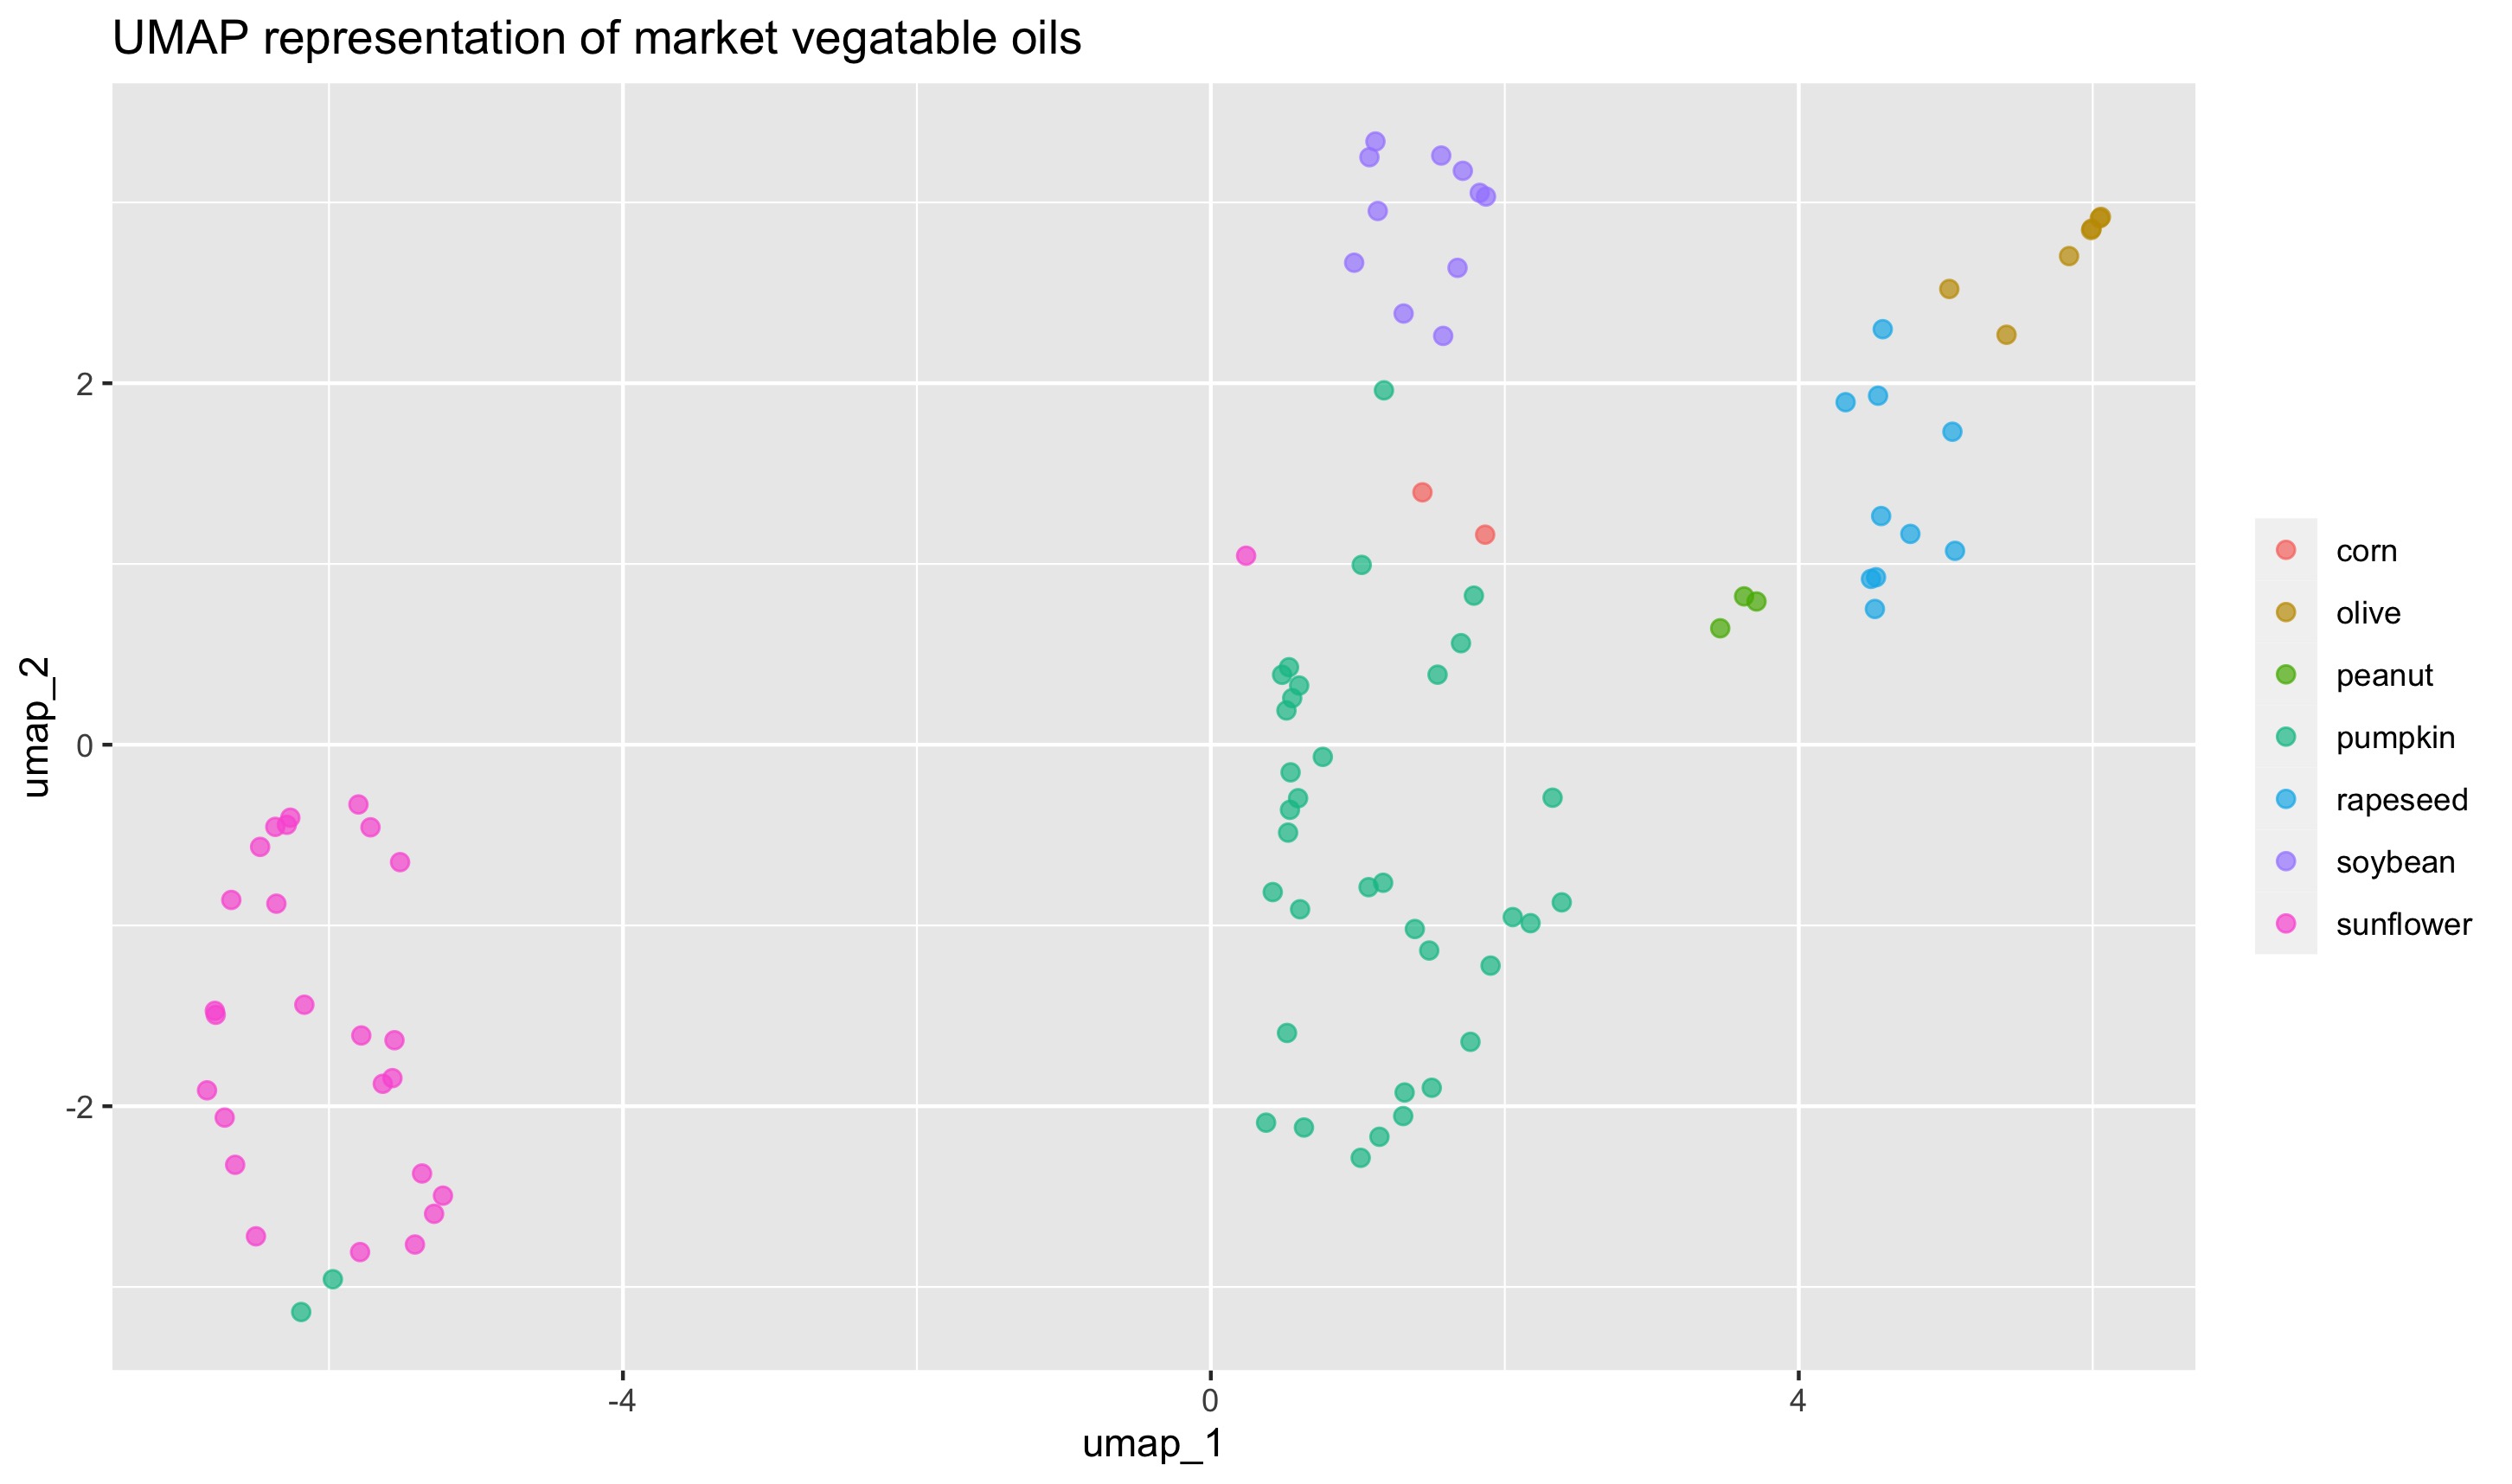 UMAP representation of market vegatable oils
umap_2
2
0
-2
-4
0
4
umap_1
corn
olive
peanut
pumpkin
rapeseed
soybean
sunflower